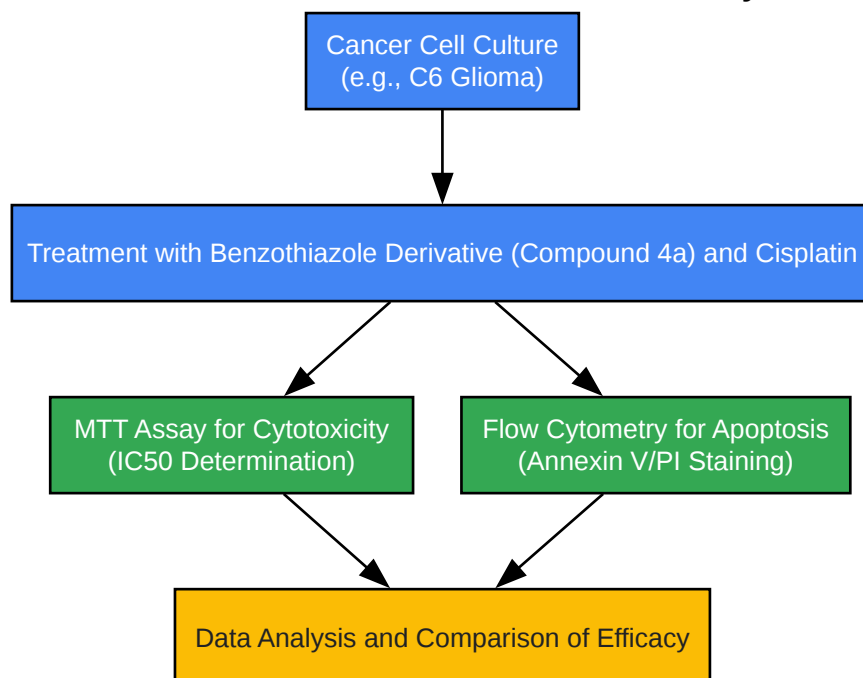 Cancer Cell Culture
(e.g., C6 Glioma)
Treatment with Benzothiazole Derivative (Compound 4a) and Cisplatin
MTT Assay for Cytotoxicity
(IC50 Determination)
Flow Cytometry for Apoptosis
(Annexin V/PI Staining)
Data Analysis and Comparison of Efficacy